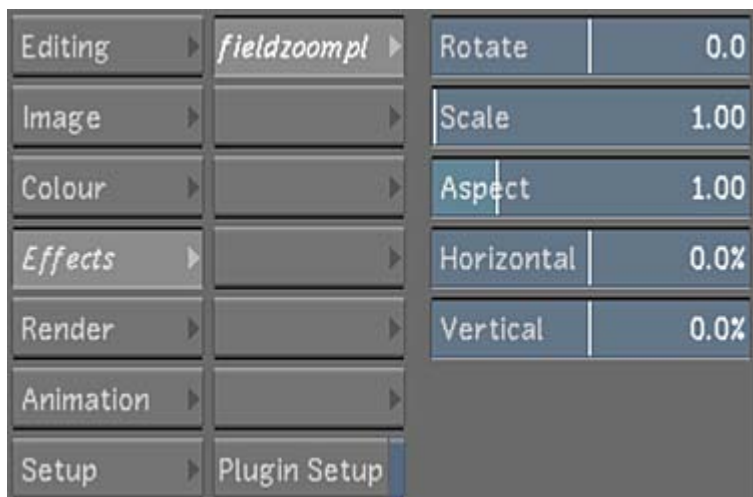 Editing
fieldzoompl
Rotate 0.0
Image
Scale 1.00
Colour
Aspect 1.00
Effects
Horizontal 0.0%
Render
Vertical 0.0%
Animation
Setup
Plugin Setup